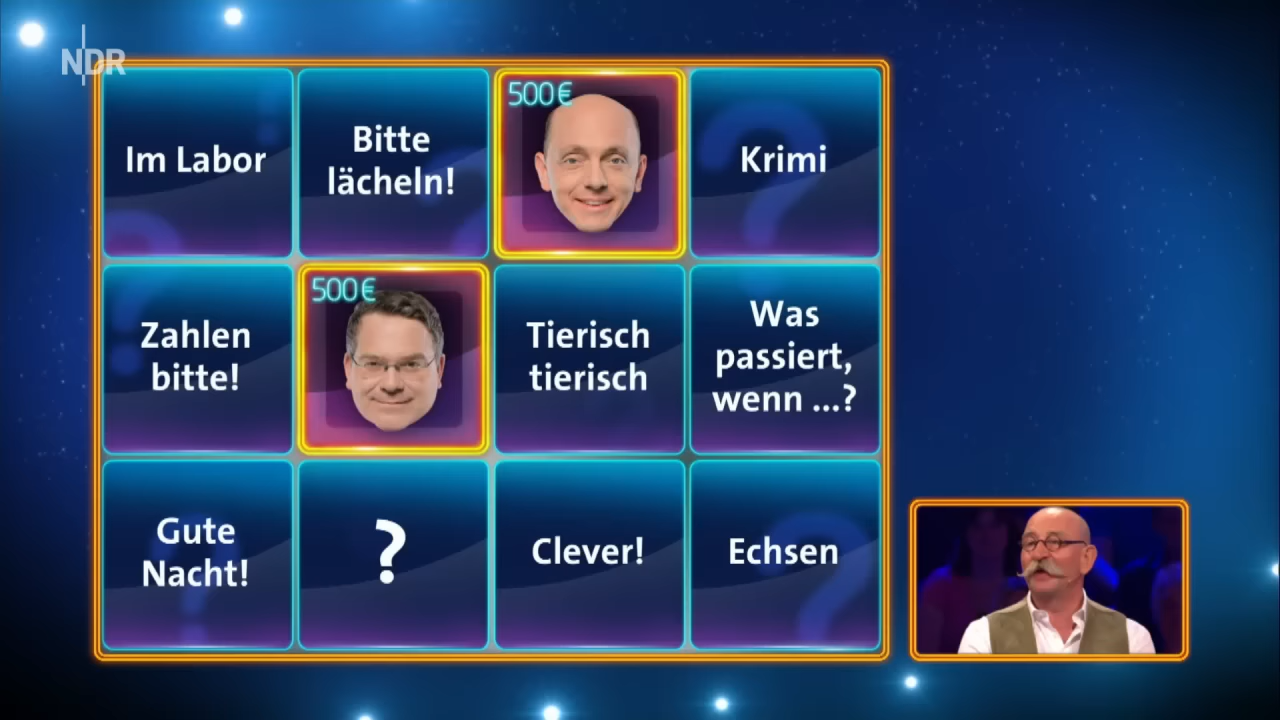 NDR
Im Labor
Bitte
lächeln!
500€
Krimi
Zahlen
bitte!
500€
Tierisch
tierisch
Was
passiert,
wenn ...?
Gute
Nacht!
?
Clever!
Echsen